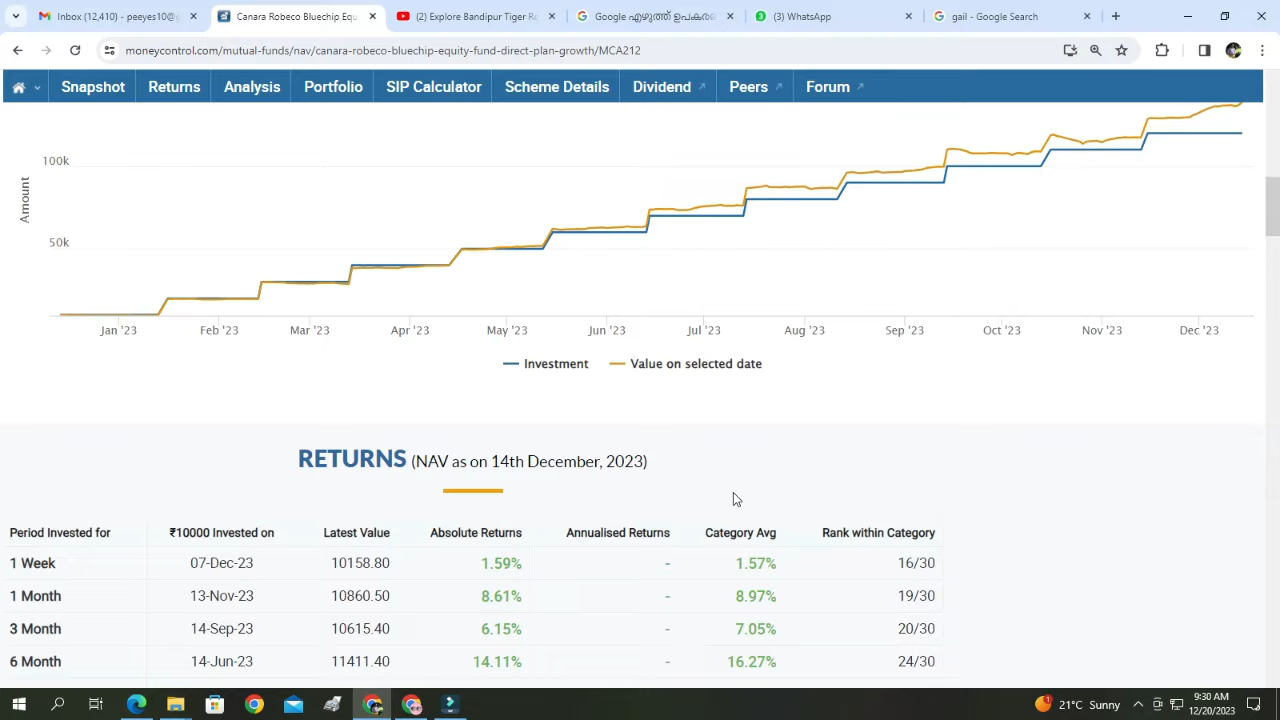 Inbox (12,410) - peeyes10@g
Canara Robeco Bluechip Equ
(2) Explore Bandipur Tiger Re
Google എഴുത്ത് ഉപകര
(3) WhatsApp
gail - Google Search
moneycontrol.com/mutual-funds/nav/canara-robeco-bluechip-equity-fund-direct-plan-growth/MCA212
Snapshot Returns Analysis Portfolio SIP Calculator Scheme Details Dividend Peers Forum
100k
Amount
50k
Jan '23 Feb '23 Mar '23 Apr '23 May '23 Jun '23 Jul '23 Aug '23 Sep '23 Oct '23 Nov '23 Dec '23
Investment Value on selected date
RETURNS (NAV as on 14th December, 2023)
Period Invested for ₹10000 Invested on Latest Value Absolute Returns Annualised Returns Category Avg Rank within Category
1 Week 07-Dec-23 10158.80 1.59% - 1.57% 16/30
1 Month 13-Nov-23 10860.50 8.61% - 8.97% 19/30
3 Month 14-Sep-23 10615.40 6.15% - 7.05% 20/30
6 Month 14-Jun-23 11411.40 14.11% - 16.27% 24/30
21°C Sunny
9:30 AM
12/20/2023